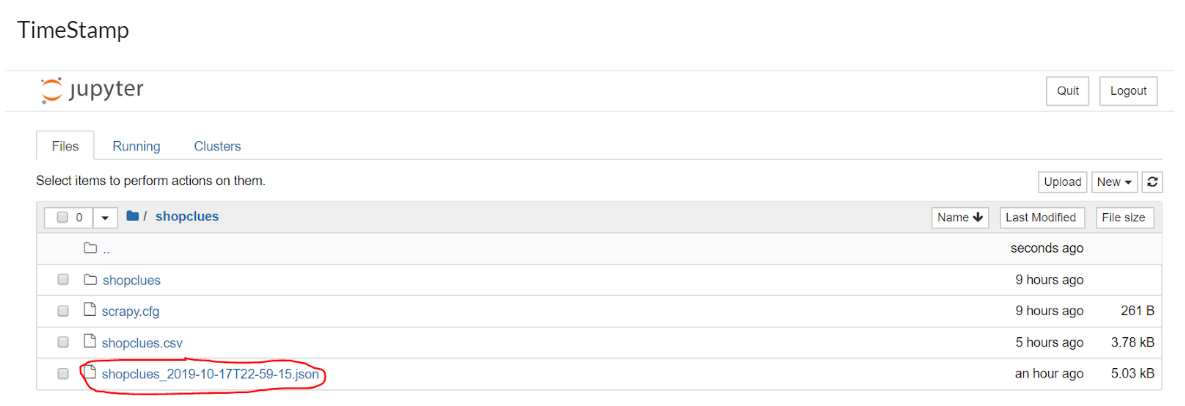 TimeStamp
jupyter Quit Logout
Files Running Clusters
Select items to perform actions on them. Upload New
0 / shopclues Name Last Modified File size
.. seconds ago
shopclues 9 hours ago
scrapy.cfg 9 hours ago 261 B
shopclues.csv 5 hours ago 3.78 kB
shopclues_2019-10-17T22-59-15.json an hour ago 5.03 kB